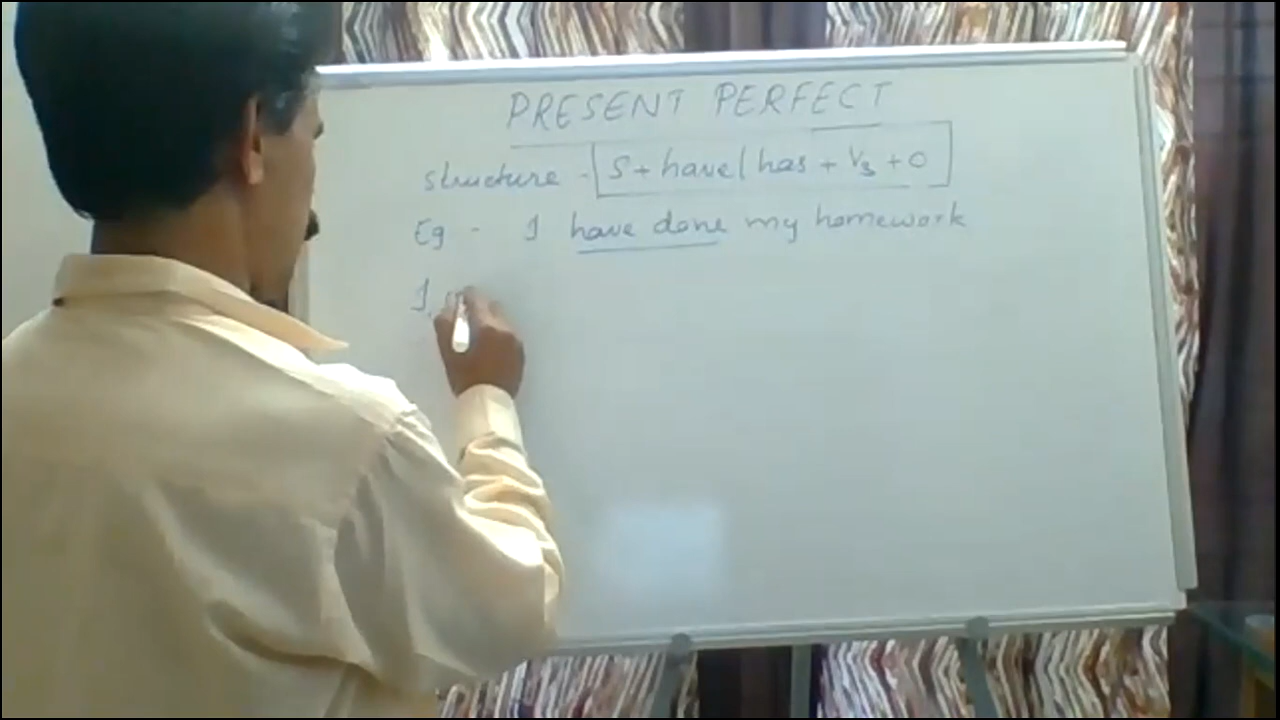 PRESENT PERFECT
structure - S + have / has + V₃ + O
Eg - I have done my homework
I